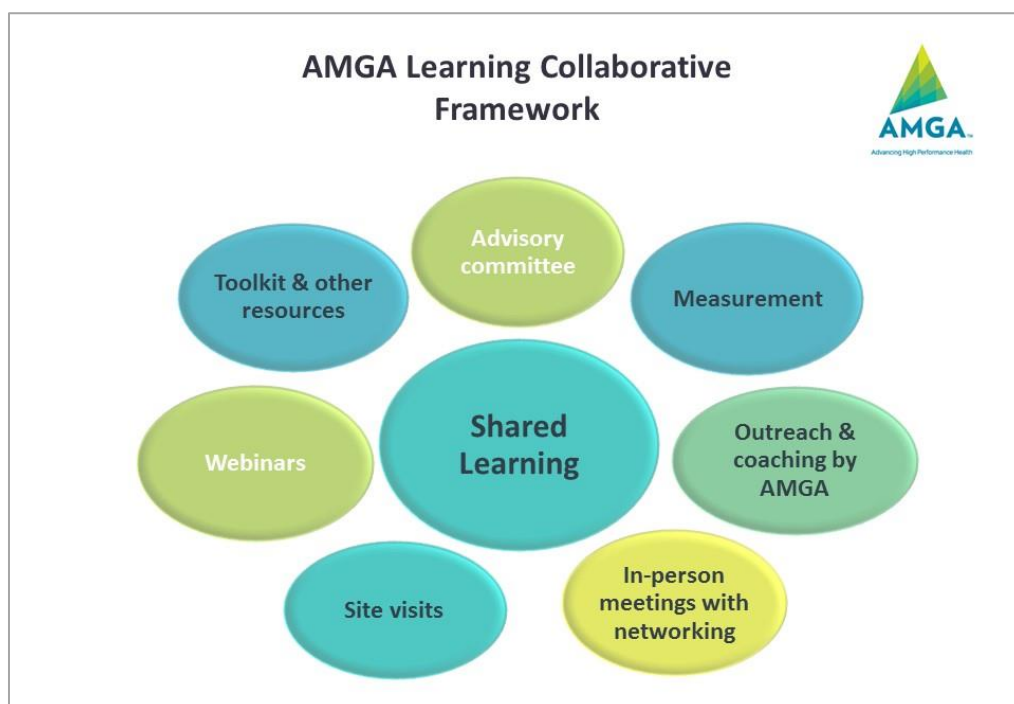 AMGA Learning Collaborative
Framework
AMGA™
Advancing High Performance Health
Advisory
committee
Toolkit & other
resources
Measurement
Shared
Learning
Webinars
Outreach &
coaching by
AMGA
Site visits
In-person
meetings with
networking